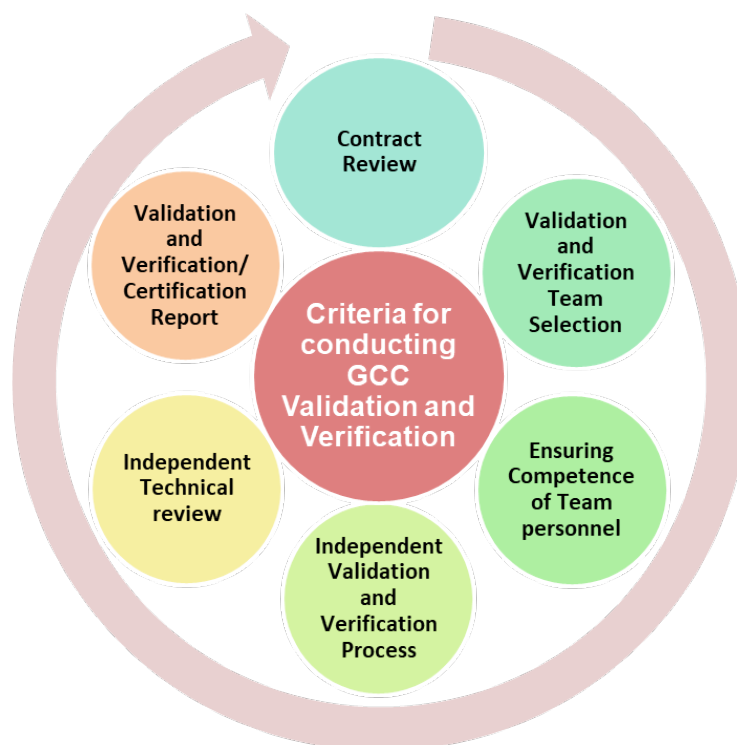 Contract
Review
Validation
and
Verification
Team
Selection
Ensuring
Competence
of Team
personnel
Independent
Validation
and
Verification
Process
Independent
Technical
review
Validation
and
Verification/
Certification
Report
Criteria for
conducting
GCC
Validation and
Verification